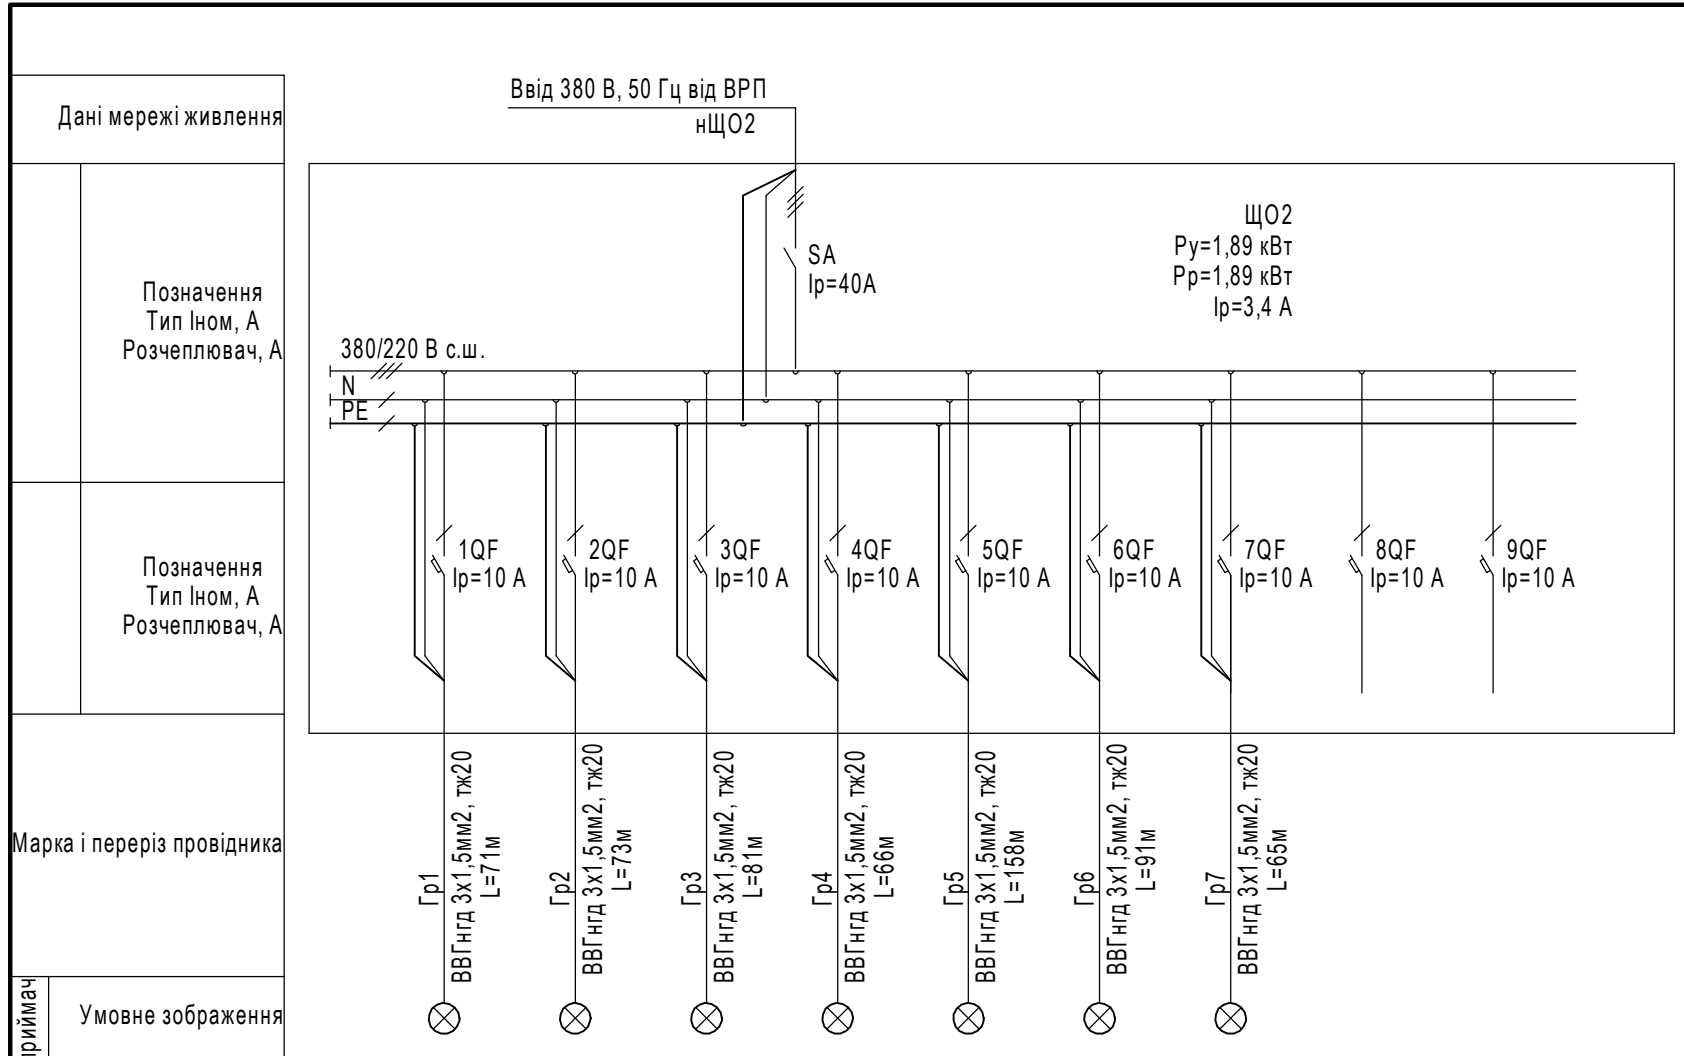 Ввід 380 В, 50 Гц від ВРП
нЩО2
Дані мережі живлення
ЩО2
Ру=1,89 кВт
Рр=1,89 кВт
Ір=3,4 А
SA
Ір=40А
Позначення
Тип Іном, А
Розчеплювач, А
380/220 В с.ш.
N
PE
Позначення
Тип Іном, А
Розчеплювач, А
1QF
Ір=10 А
2QF
Ір=10 А
3QF
Ір=10 А
4QF
Ір=10 А
5QF
Ір=10 А
6QF
Ір=10 А
7QF
Ір=10 А
8QF
Ір=10 А
9QF
Ір=10 А
Марка і переріз провідника
Гр1
ВВГнгд 3х1,5мм2, тж20
L=71м
Гр2
ВВГнгд 3х1,5мм2, тж20
L=73м
Гр3
ВВГнгд 3х1,5мм2, тж20
L=81м
Гр4
ВВГнгд 3х1,5мм2, тж20
L=66м
Гр5
ВВГнгд 3х1,5мм2, тж20
L=158м
Гр6
ВВГнгд 3х1,5мм2, тж20
L=91м
Гр7
ВВГнгд 3х1,5мм2, тж20
L=65м
Умовне зображення